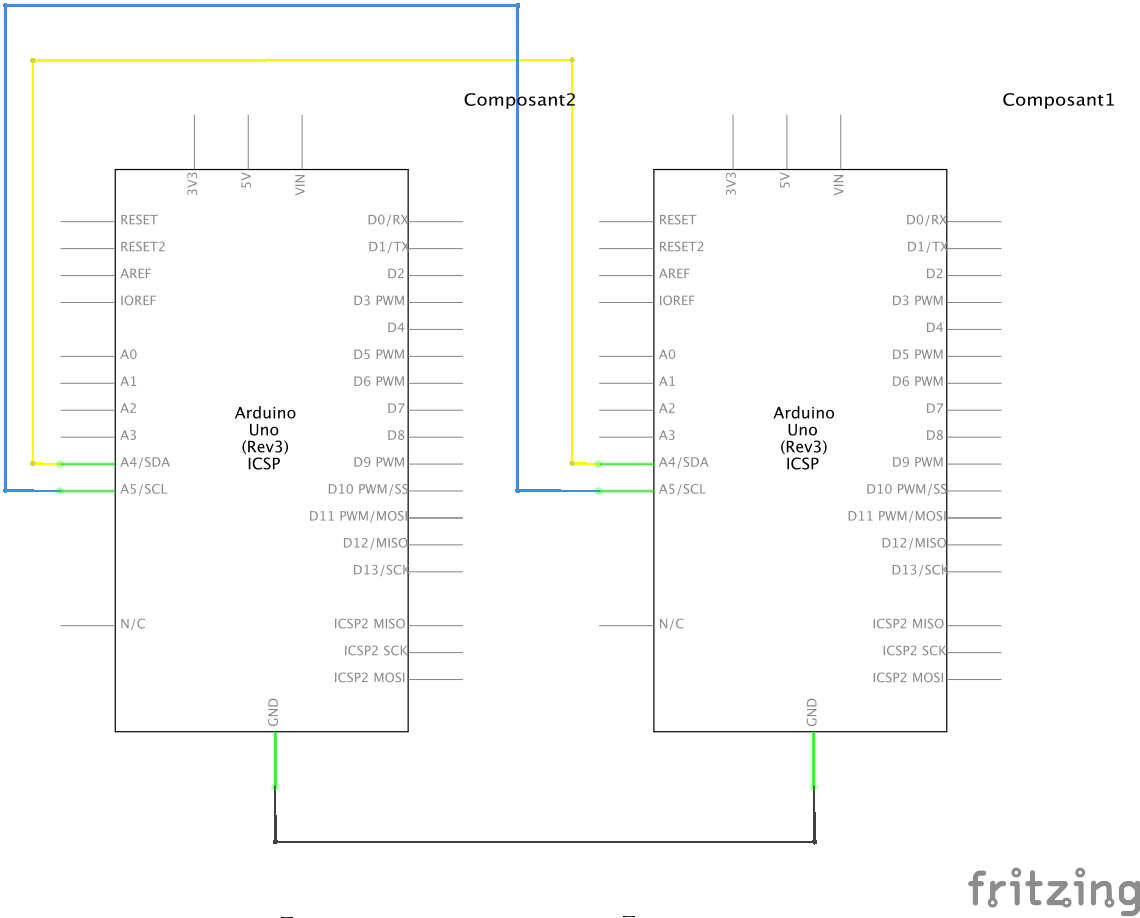 Composant2
Composant1
3V3
5V
VIN
3V3
5V
VIN
RESET
D0/RX
RESET
D0/RX
RESET2
D1/TX
RESET2
D1/TX
AREF
D2
AREF
D2
IOREF
D3 PWM
IOREF
D3 PWM
D4
D4
A0
D5 PWM
A0
D5 PWM
A1
D6 PWM
A1
D6 PWM
A2
D7
A2
D7
Arduino
Arduino
Uno
Uno
A3
D8
A3
D8
(Rev3)
(Rev3)
A4/SDA
ICSP
D9 PWM
A4/SDA
ICSP
D9 PWM
A5/SCL
D10 PWM/SS
A5/SCL
D10 PWM/SS
D11 PWM/MOSI
D11 PWM/MOSI
D12/MISO
D12/MISO
D13/SCK
D13/SCK
N/C
ICSP2 MISO
N/C
ICSP2 MISO
ICSP2 SCK
ICSP2 SCK
ICSP2 MOSI
ICSP2 MOSI
GND
GND
fritzing